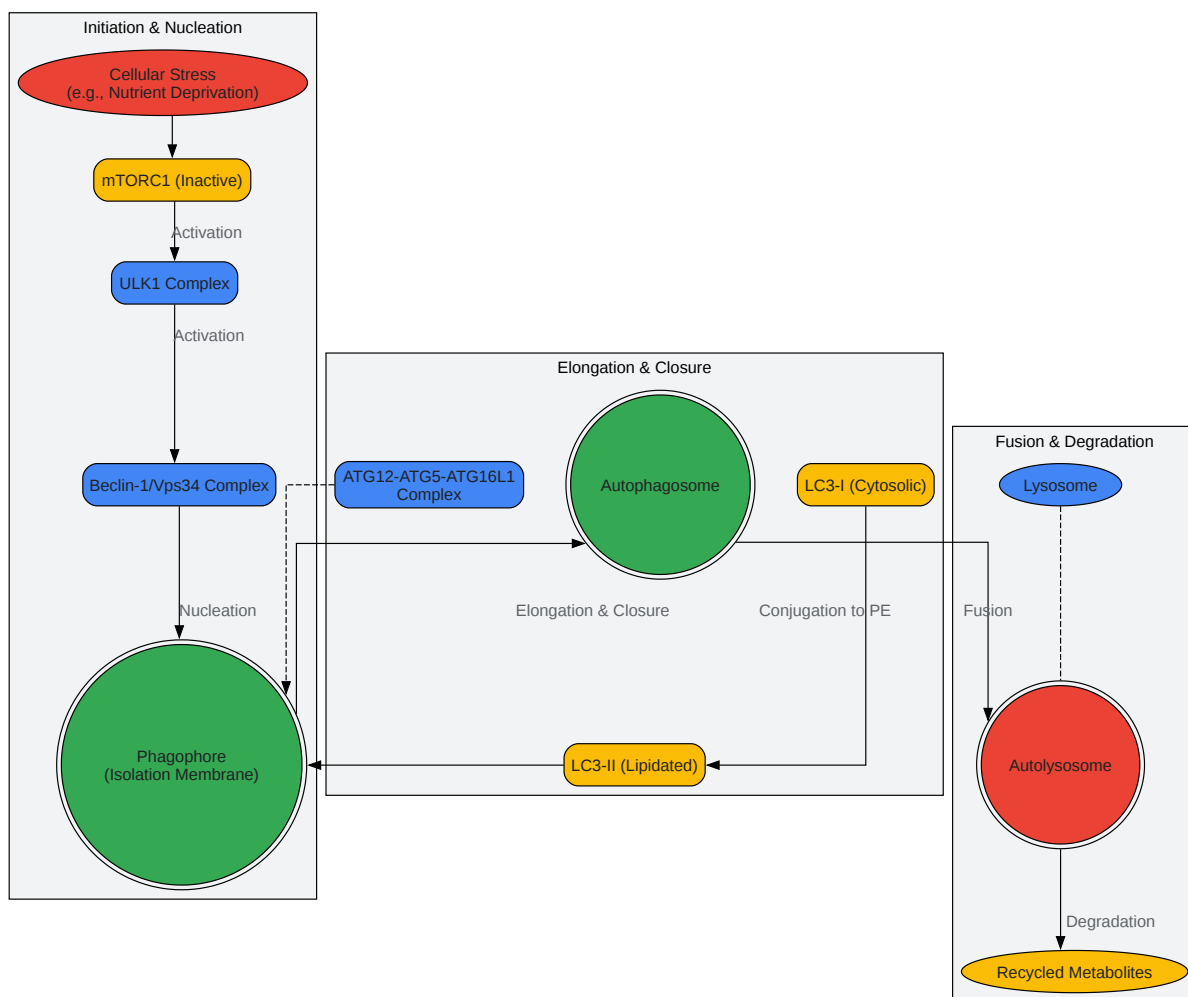 Initiation & Nucleation
Cellular Stress
(e.g., Nutrient Deprivation)
mTORC1 (Inactive)
Activation
ULK1 Complex
Activation
Beclin-1/Vps34 Complex
Nucleation
Phagophore
(Isolation Membrane)
Elongation & Closure
ATG12-ATG5-ATG16L1
Complex
Autophagosome
LC3-I (Cytosolic)
Elongation & Closure
Conjugation to PE
LC3-II (Lipidated)
Fusion & Degradation
Lysosome
Fusion
Autolysosome
Degradation
Recycled Metabolites